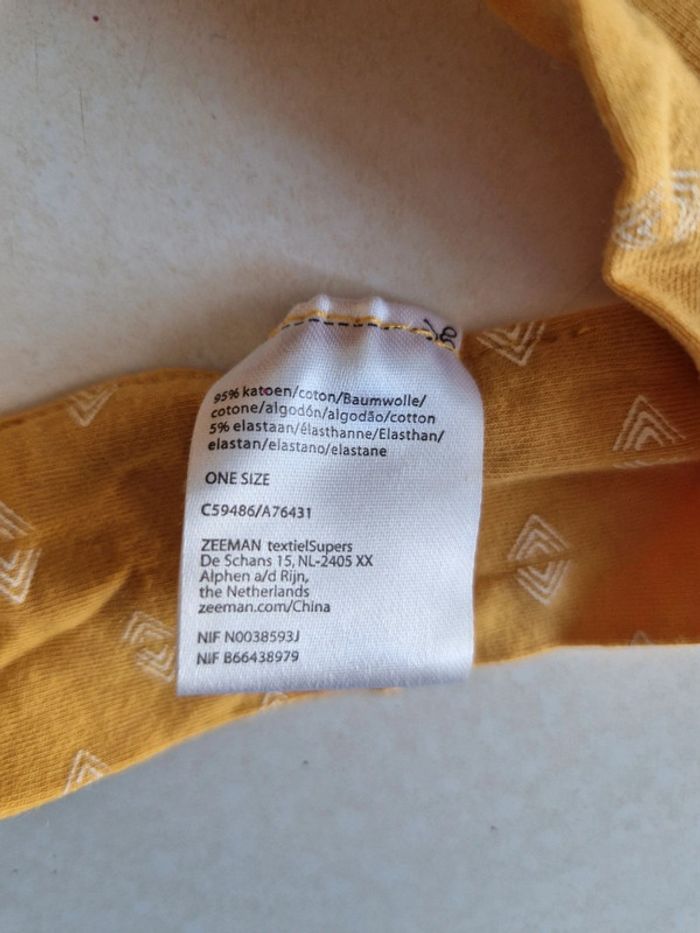 95% katoen/coton/Baumwolle/
cotone/algodón/algodão/cotton
5% elastaan/élasthanne/Elasthan/
elastan/elastano/elastane
ONE SIZE
C59486/A76431
ZEEMAN textielSupers
De Schans 15, NL-2405 XX
Alphen a/d Rijn,
the Netherlands
zeeman.com/China
NIF N0038593J
NIF B66438979